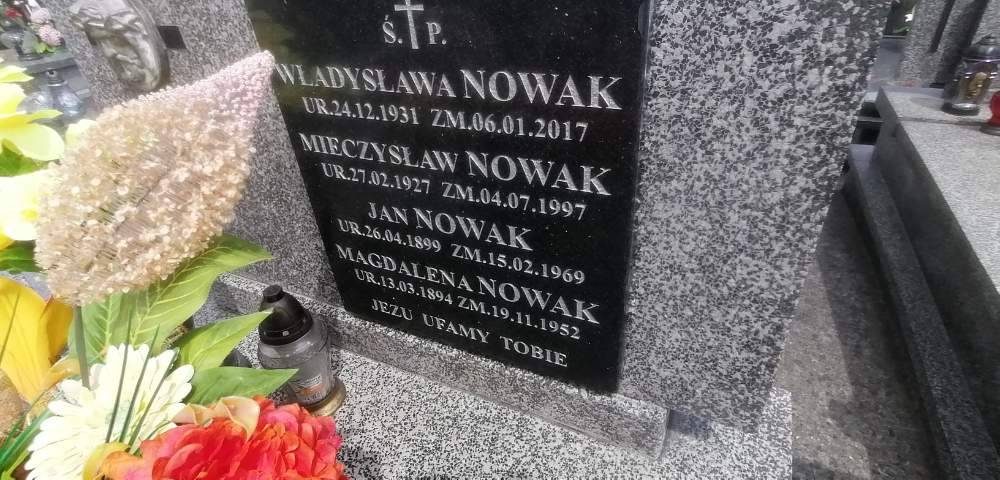 Ś. P.
WŁADYSŁAWA NOWAK
UR.24.12.1931 ZM.06.01.2017
MIECZYSŁAW NOWAK
UR.27.02.1927 ZM.04.07.1997
JAN NOWAK
UR.26.04.1899 ZM.15.02.1969
MAGDALENA NOWAK
UR.13.03.1894 ZM.19.11.1952
JEZU UFAMY TOBIE